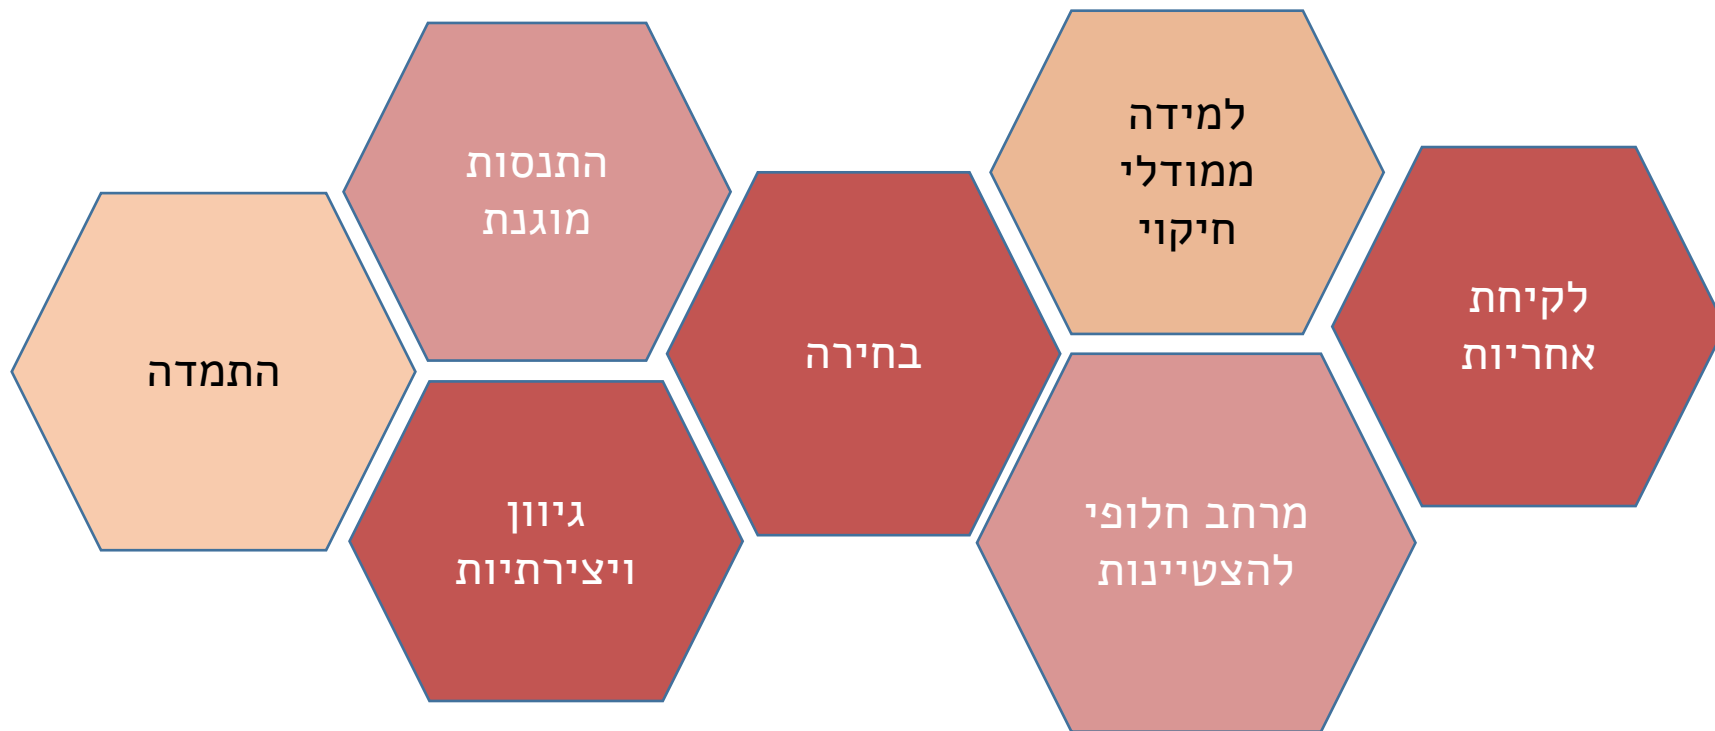 לקיחת
אחריות
למידה
ממודלי
חיקוי
מרחב חלופי
להצטיינות
בחירה
התנסות
מוגנת
גיוון
ויצירתיות
התמדה